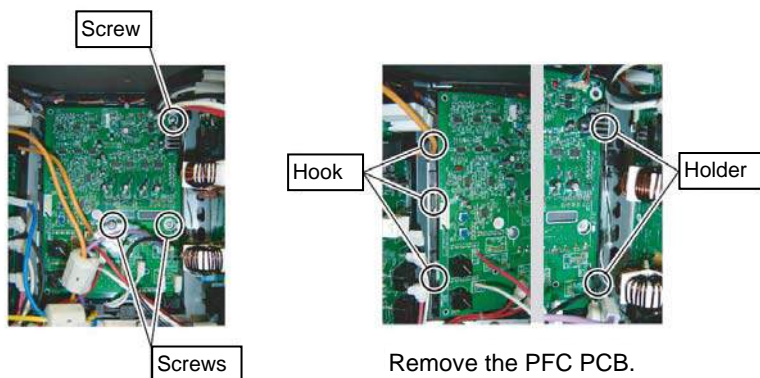 Screw
Hook
Holder
Screws
Remove the PFC PCB.